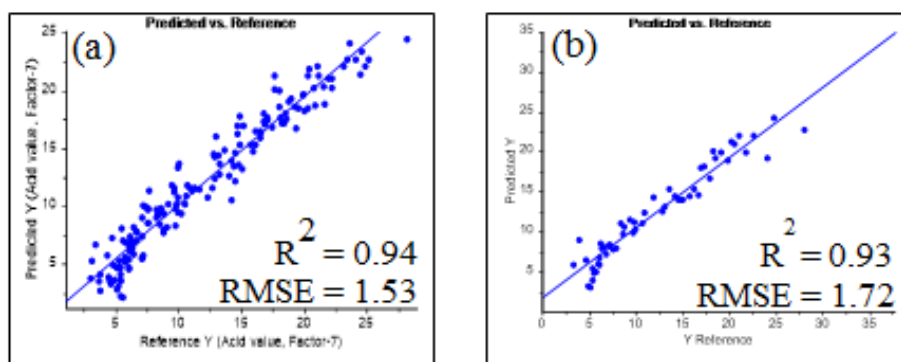 Predicted vs. Reference
(a)
25
20
15
10
5
Predicted Y (Acid value, Factor-7)
R² = 0.94
RMSE = 1.53
5 10 15 20 25
Reference Y (Acid value, Factor-7)
Predicted vs. Reference
(b)
35
30
25
20
15
10
5
0
Predicted Y
R² = 0.93
RMSE = 1.72
0 5 10 15 20 25 30 35
Y Reference